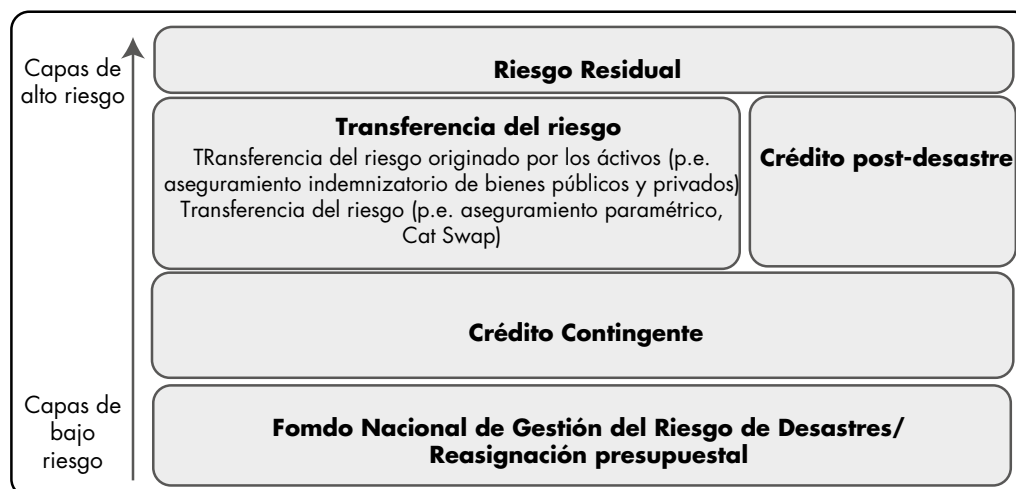 Capas de
alto riesgo
Riesgo Residual
Transferencia del riesgo
TRansferencia del riesgo originado por los áctivos (p.e.
aseguramiento indemnizatorio de bienes públicos y privados)
Transferencia del riesgo (p.e. aseguramiento paramétrico,
Cat Swap)
Crédito post-desastre
Crédito Contingente
Capas de
bajo
riesgo
Fomdo Nacional de Gestión del Riesgo de Desastres/
Reasignación presupuestal